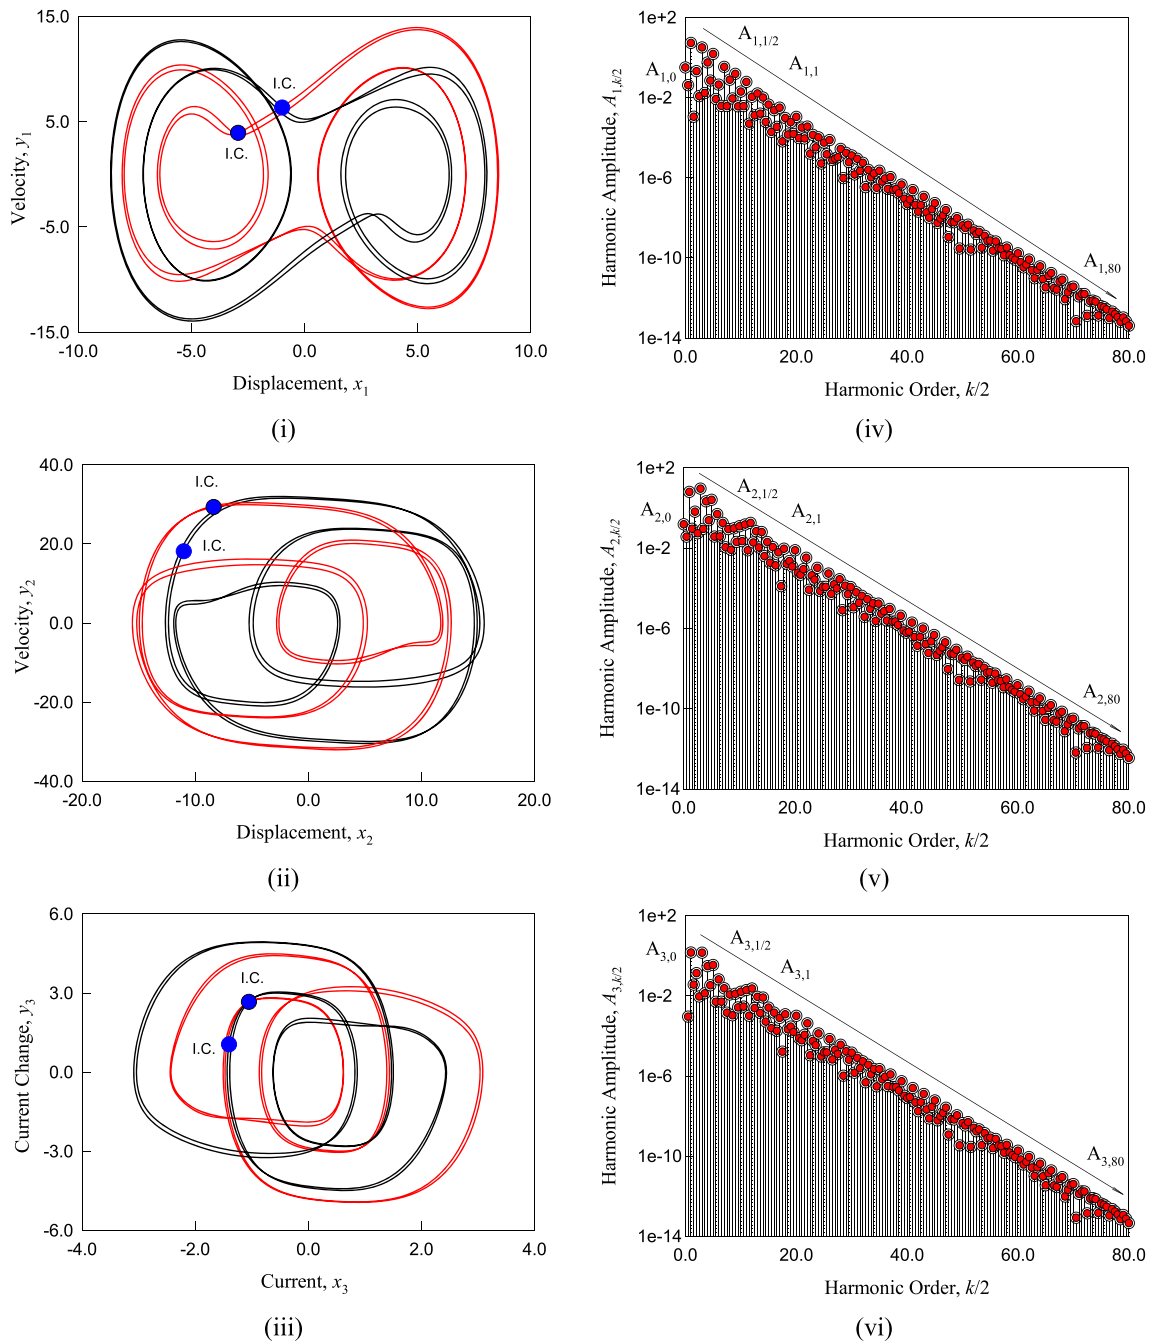 15.0
5.0
-5.0
-15.0
Velocity, y1
I.C.
I.C.
-10.0 -5.0 0.0 5.0 10.0
Displacement, x1
(i)
1e+2
1e-2
1e-6
1e-10
1e-14
Harmonic Amplitude, A1,k/2
A1,0
A1,1/2
A1,1
A1,80
0.0 20.0 40.0 60.0 80.0
Harmonic Order, k/2
(iv)
40.0
20.0
0.0
-20.0
-40.0
Velocity, y2
I.C.
I.C.
-20.0 -10.0 0.0 10.0 20.0
Displacement, x2
(ii)
1e+2
1e-2
1e-6
1e-10
1e-14
Harmonic Amplitude, A2,k/2
A2,0
A2,1/2
A2,1
A2,80
0.0 20.0 40.0 60.0 80.0
Harmonic Order, k/2
(v)
6.0
3.0
0.0
-3.0
-6.0
Current Change, y3
I.C.
I.C.
-4.0 -2.0 0.0 2.0 4.0
Current, x3
(iii)
1e+2
1e-2
1e-6
1e-10
1e-14
Harmonic Amplitude, A3,k/2
A3,0
A3,1/2
A3,1
A3,80
0.0 20.0 40.0 60.0 80.0
Harmonic Order, k/2
(vi)